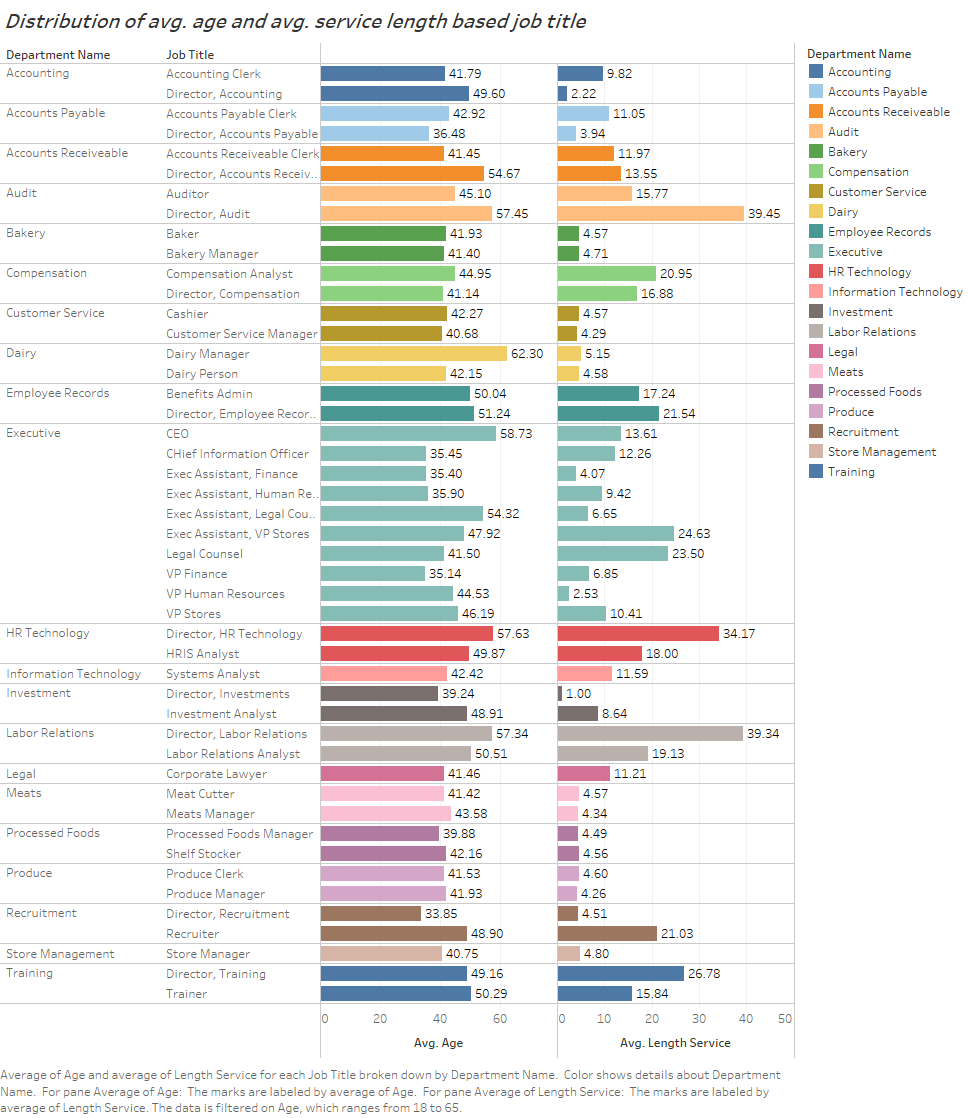 Distribution of avg. age and avg. service length based job title
Department Name Job Title
Accounting Accounting Clerk 41.79 9.82
Director, Accounting 49.60 2.22
Accounts Payable Accounts Payable Clerk 42.92 11.05
Director, Accounts Payable 36.48 3.94
Accounts Receiveable Accounts Receiveable Clerk 41.45 11.97
Director, Accounts Receiv.. 54.67 13.55
Audit Auditor 45.10 15.77
Director, Audit 57.45 39.45
Bakery Baker 41.93 4.57
Bakery Manager 41.40 4.71
Compensation Compensation Analyst 44.95 20.95
Director, Compensation 41.14 16.88
Customer Service Cashier 42.27 4.57
Customer Service Manager 40.68 4.29
Dairy Dairy Manager 62.30 5.15
Dairy Person 42.15 4.58
Employee Records Benefits Admin 50.04 17.24
Director, Employee Recor.. 51.24 21.54
Executive CEO 58.73 13.61
CHief Information Officer 35.45 12.26
Exec Assistant, Finance 35.40 4.07
Exec Assistant, Human Re.. 35.90 9.42
Exec Assistant, Legal Cou.. 54.32 6.65
Exec Assistant, VP Stores 47.92 24.63
Legal Counsel 41.50 23.50
VP Finance 35.14 6.85
VP Human Resources 44.53 2.53
VP Stores 46.19 10.41
HR Technology Director, HR Technology 57.63 34.17
HRIS Analyst 49.87 18.00
Information Technology Systems Analyst 42.42 11.59
Investment Director, Investments 39.24 1.00
Investment Analyst 48.91 8.64
Labor Relations Director, Labor Relations 57.34 39.34
Labor Relations Analyst 50.51 19.13
Legal Corporate Lawyer 41.46 11.21
Meats Meat Cutter 41.42 4.57
Meats Manager 43.58 4.34
Processed Foods Processed Foods Manager 39.88 4.49
Shelf Stocker 42.16 4.56
Produce Produce Clerk 41.53 4.60
Produce Manager 41.93 4.26
Recruitment Director, Recruitment 33.85 4.51
Recruiter 48.90 21.03
Store Management Store Manager 40.75 4.80
Training Director, Training 49.16 26.78
Trainer 50.29 15.84
0 20 40 60 0 10 20 30 40 50
Avg. Age Avg. Length Service
Department Name
Accounting
Accounts Payable
Accounts Receiveable
Audit
Bakery
Compensation
Customer Service
Dairy
Employee Records
Executive
HR Technology
Information Technology
Investment
Labor Relations
Legal
Meats
Processed Foods
Produce
Recruitment
Store Management
Training
Average of Age and average of Length Service for each Job Title broken down by Department Name.  Color shows details about Department
Name.  For pane Average of Age:  The marks are labeled by average of Age.  For pane Average of Length Service:  The marks are labeled by
average of Length Service. The data is filtered on Age, which ranges from 18 to 65.